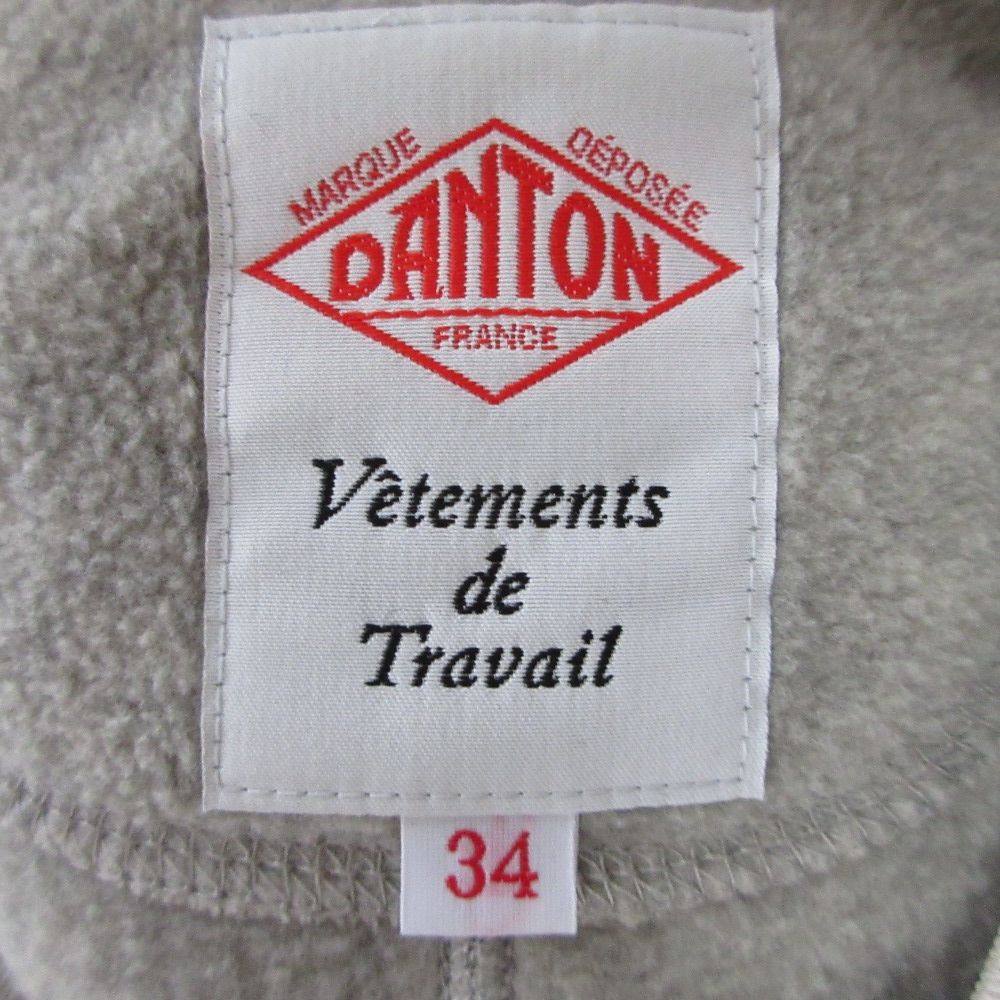 MARQUE DÉPOSÉE
DANTON
FRANCE
Vêtements
de
Travail
34